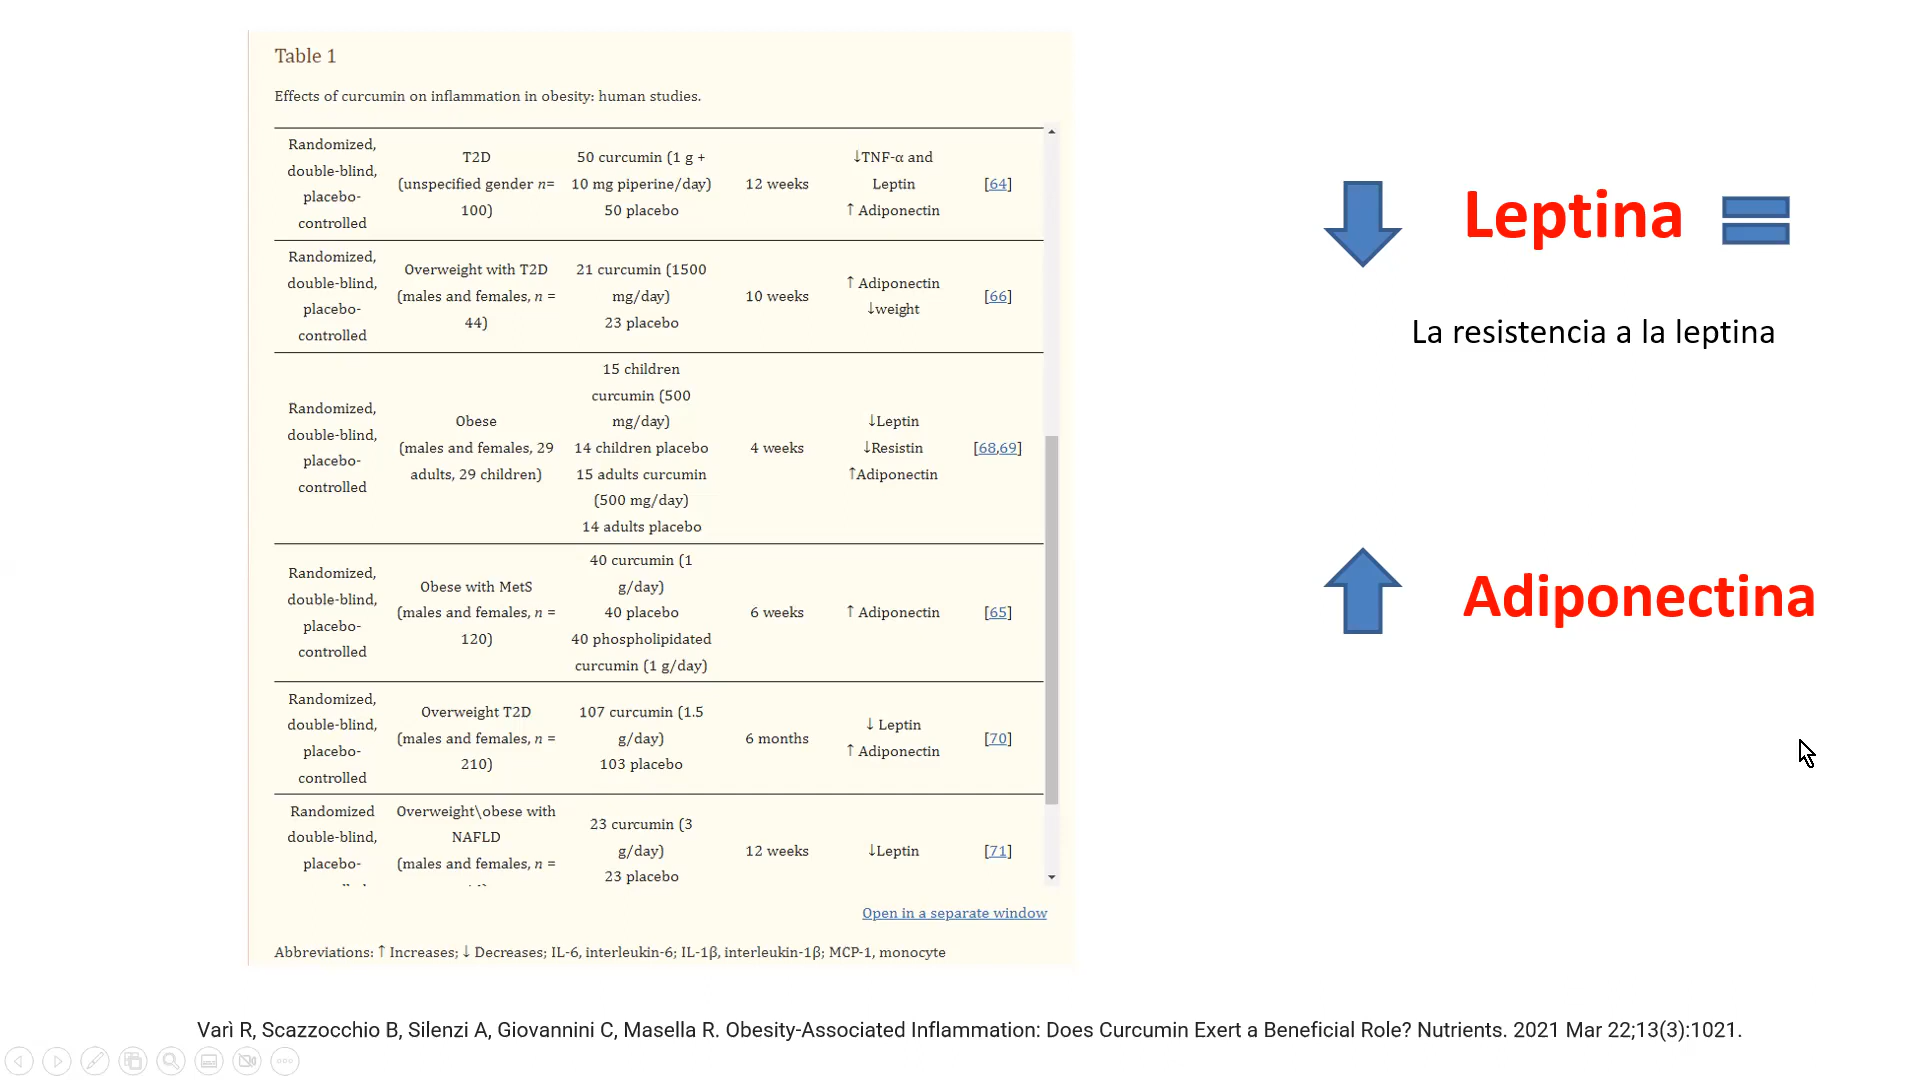 Table 1
Effects of curcumin on inflammation in obesity: human studies.
Randomized,
double-blind,
placebo-
controlled
T2D
(unspecified gender n=
100)
50 curcumin (1 g +
10 mg piperine/day)
50 placebo
12 weeks
↓TNF-α and
Leptin
↑ Adiponectin
[64]
Randomized,
double-blind,
placebo-
controlled
Overweight with T2D
(males and females, n =
44)
21 curcumin (1500
mg/day)
23 placebo
10 weeks
↑ Adiponectin
↓weight
[66]
Randomized,
double-blind,
placebo-
controlled
Obese
(males and females, 29
adults, 29 children)
15 children
curcumin (500
mg/day)
14 children placebo
15 adults curcumin
(500 mg/day)
14 adults placebo
4 weeks
↓Leptin
↓Resistin
↑Adiponectin
[68,69]
Randomized,
double-blind,
placebo-
controlled
Obese with MetS
(males and females, n =
120)
40 curcumin (1
g/day)
40 placebo
40 phospholipidated
curcumin (1 g/day)
6 weeks
↑ Adiponectin
[65]
Randomized,
double-blind,
placebo-
controlled
Overweight T2D
(males and females, n =
210)
107 curcumin (1.5
g/day)
103 placebo
6 months
↓ Leptin
↑ Adiponectin
[70]
Randomized
double-blind,
placebo-
Overweight\obese with
NAFLD
(males and females, n =
23 curcumin (3
g/day)
23 placebo
12 weeks
↓Leptin
[71]
Open in a separate window
Abbreviations: ↑ Increases; ↓ Decreases; IL-6, interleukin-6; IL-1β, interleukin-1β; MCP-1, monocyte
Leptina
La resistencia a la leptina
Adiponectina
Varì R, Scazzocchio B, Silenzi A, Giovannini C, Masella R. Obesity-Associated Inflammation: Does Curcumin Exert a Beneficial Role? Nutrients. 2021 Mar 22;13(3):1021.